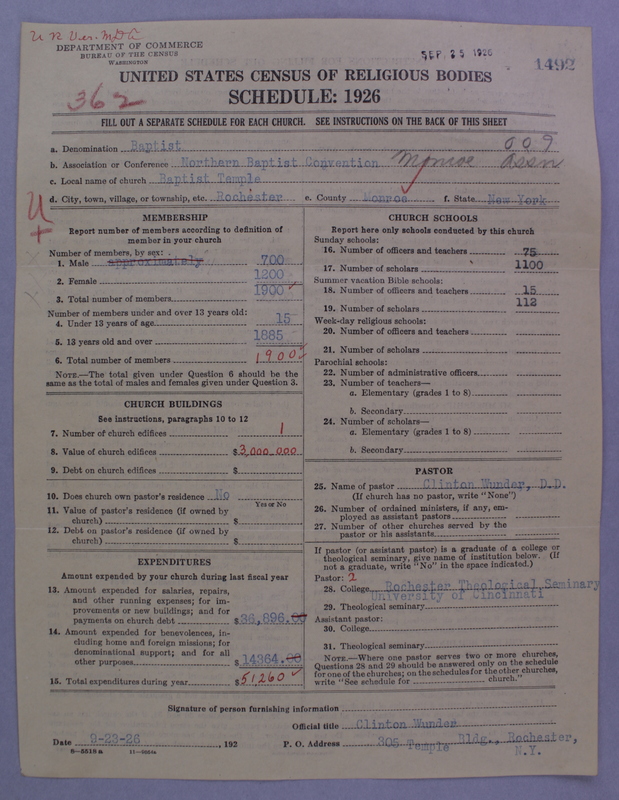 U R Ver. MDA
DEPARTMENT OF COMMERCE
BUREAU OF THE CENSUS
WASHINGTON
SEP 25 1926
1492
UNITED STATES CENSUS OF RELIGIOUS BODIES
SCHEDULE: 1926
362
FILL OUT A SEPARATE SCHEDULE FOR EACH CHURCH. SEE INSTRUCTIONS ON THE BACK OF THIS SHEET
a. Denomination Baptist 009
b. Association or Conference Northern Baptist Convention Monroe Assn
c. Local name of church Baptist Temple
d. City, town, village, or township, etc. Rochester e. County Monroe f. State New York
U
+
MEMBERSHIP
Report number of members according to definition of
member in your church
Number of members, by sex:
1. Male approximately 700
2. Female 1200
3. Total number of members 1900
Number of members under and over 13 years old:
4. Under 13 years of age 15
5. 13 years old and over 1885
6. Total number of members 1900
NOTE.—The total given under Question 6 should be the
same as the total of males and females given under Question 3.
CHURCH BUILDINGS
See instructions, paragraphs 10 to 12
7. Number of church edifices 1
8. Value of church edifices $3,000,000
9. Debt on church edifices $
10. Does church own pastor's residence No
Yes or No
11. Value of pastor's residence (if owned by
church) $
12. Debt on pastor's residence (if owned by
church) $
EXPENDITURES
Amount expended by your church during last fiscal year
13. Amount expended for salaries, repairs,
and other running expenses; for im-
provements or new buildings; and for
payments on church debt $36,896.00
14. Amount expended for benevolences, in-
cluding home and foreign missions; for
denominational support; and for all
other purposes $14364.00
15. Total expenditures during year $51,260
CHURCH SCHOOLS
Report here only schools conducted by this church
Sunday schools:
16. Number of officers and teachers 75
17. Number of scholars 1100
Summer vacation Bible schools:
18. Number of officers and teachers 15
19. Number of scholars 112
Week-day religious schools:
20. Number of officers and teachers
21. Number of scholars
Parochial schools:
22. Number of administrative officers
23. Number of teachers—
a. Elementary (grades 1 to 8)
b. Secondary
24. Number of scholars—
a. Elementary (grades 1 to 8)
b. Secondary
PASTOR
25. Name of pastor Clinton Wunder, D.D.
(If church has no pastor, write "None")
26. Number of ordained ministers, if any, em-
ployed as assistant pastors
27. Number of other churches served by the
pastor or his assistants
If pastor (or assistant pastor) is a graduate of a college or
theological seminary, give name of institution below. (If
not a graduate, write "No" in the space indicated.)
Pastor: 2
28. College Rochester Theological Seminary
University of Cincinnati
29. Theological seminary
Assistant pastor:
30. College
31. Theological seminary
NOTE.—Where one pastor serves two or more churches,
Questions 28 and 29 should be answered only on the schedule
for one of the churches; on the schedules for the other churches,
write "See schedule for church."
Signature of person furnishing information
Official title Clinton Wunder
Date 9-23-26, 192 P. O. Address 305 Temple Bldg., Rochester,
N.Y.
8-5518a 11-9084a